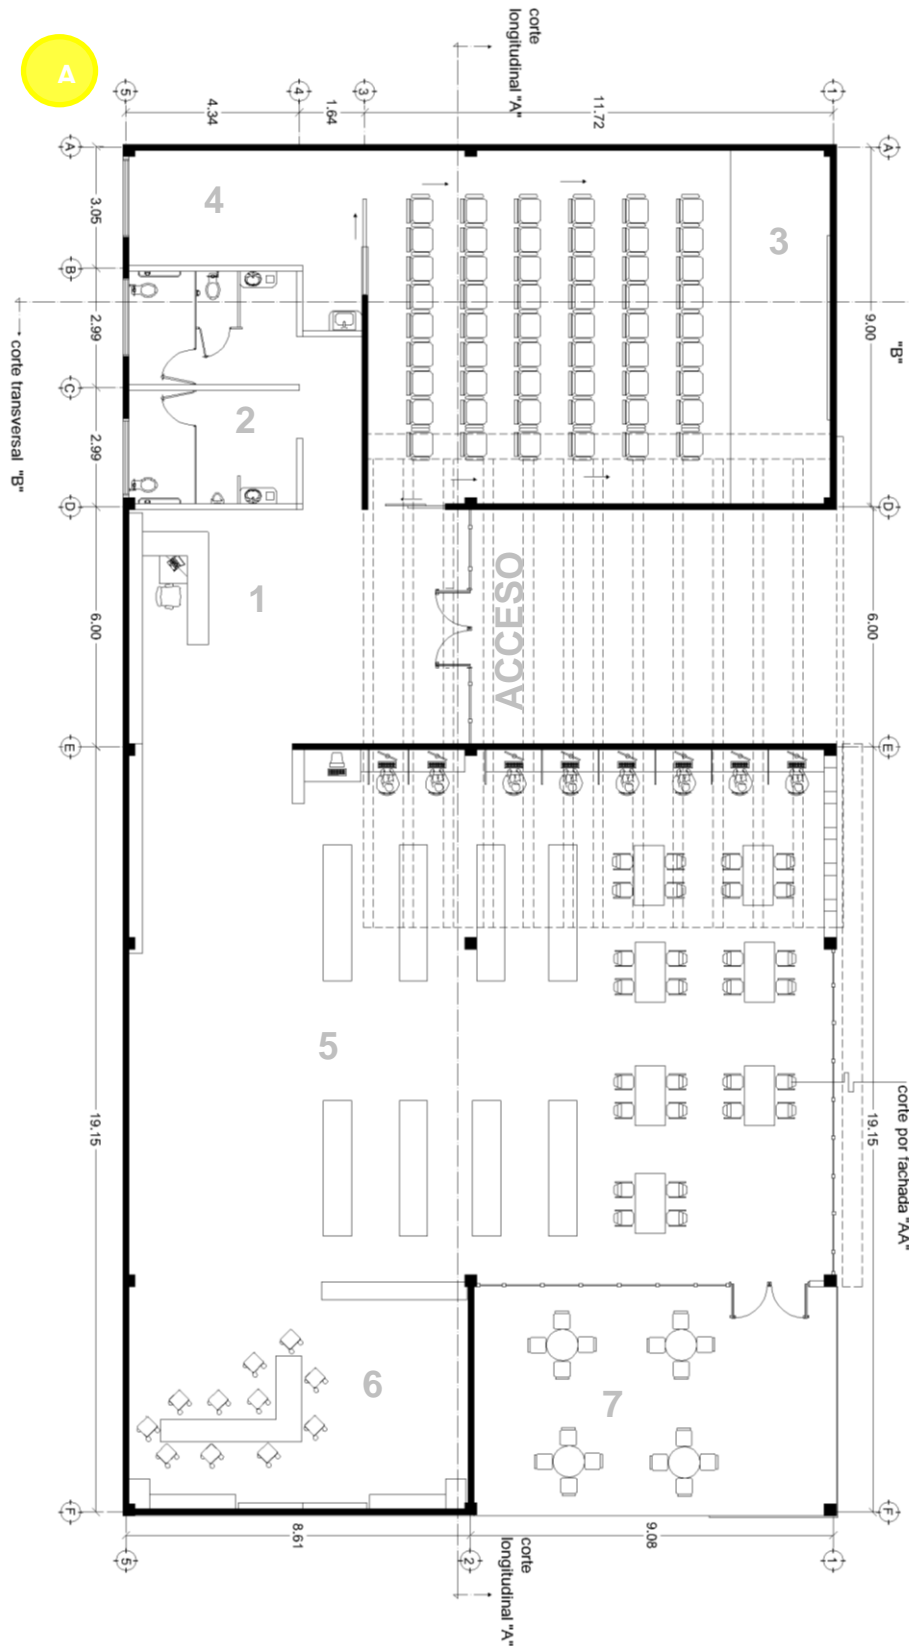 corte
longitudinal "A"
A
5
4
3
1
4.34
1.64
11.72
A
A
3.05
4
3
9.00
"B"
B
2.99
corte transversal "B"
C
2
2.99
D
D
1
ACCESO
6.00
6.00
E
E
5
19.15
19.15
corte por fachada "AA"
6
7
F
F
8.61
9.08
5
2
1
corte
longitudinal "A"